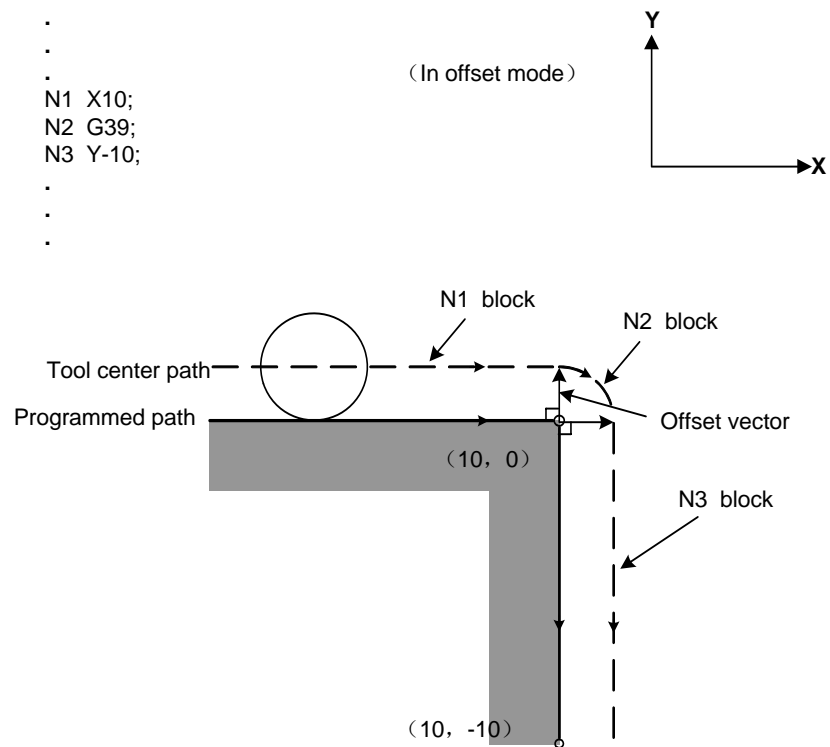 .
.
.
N1 X10;
N2 G39;
N3 Y-10;
.
.
.
（In offset mode）
Y
X
N1 block
N2 block
Tool center path
Programmed path
Offset vector
（10，0）
N3 block
（10，-10）